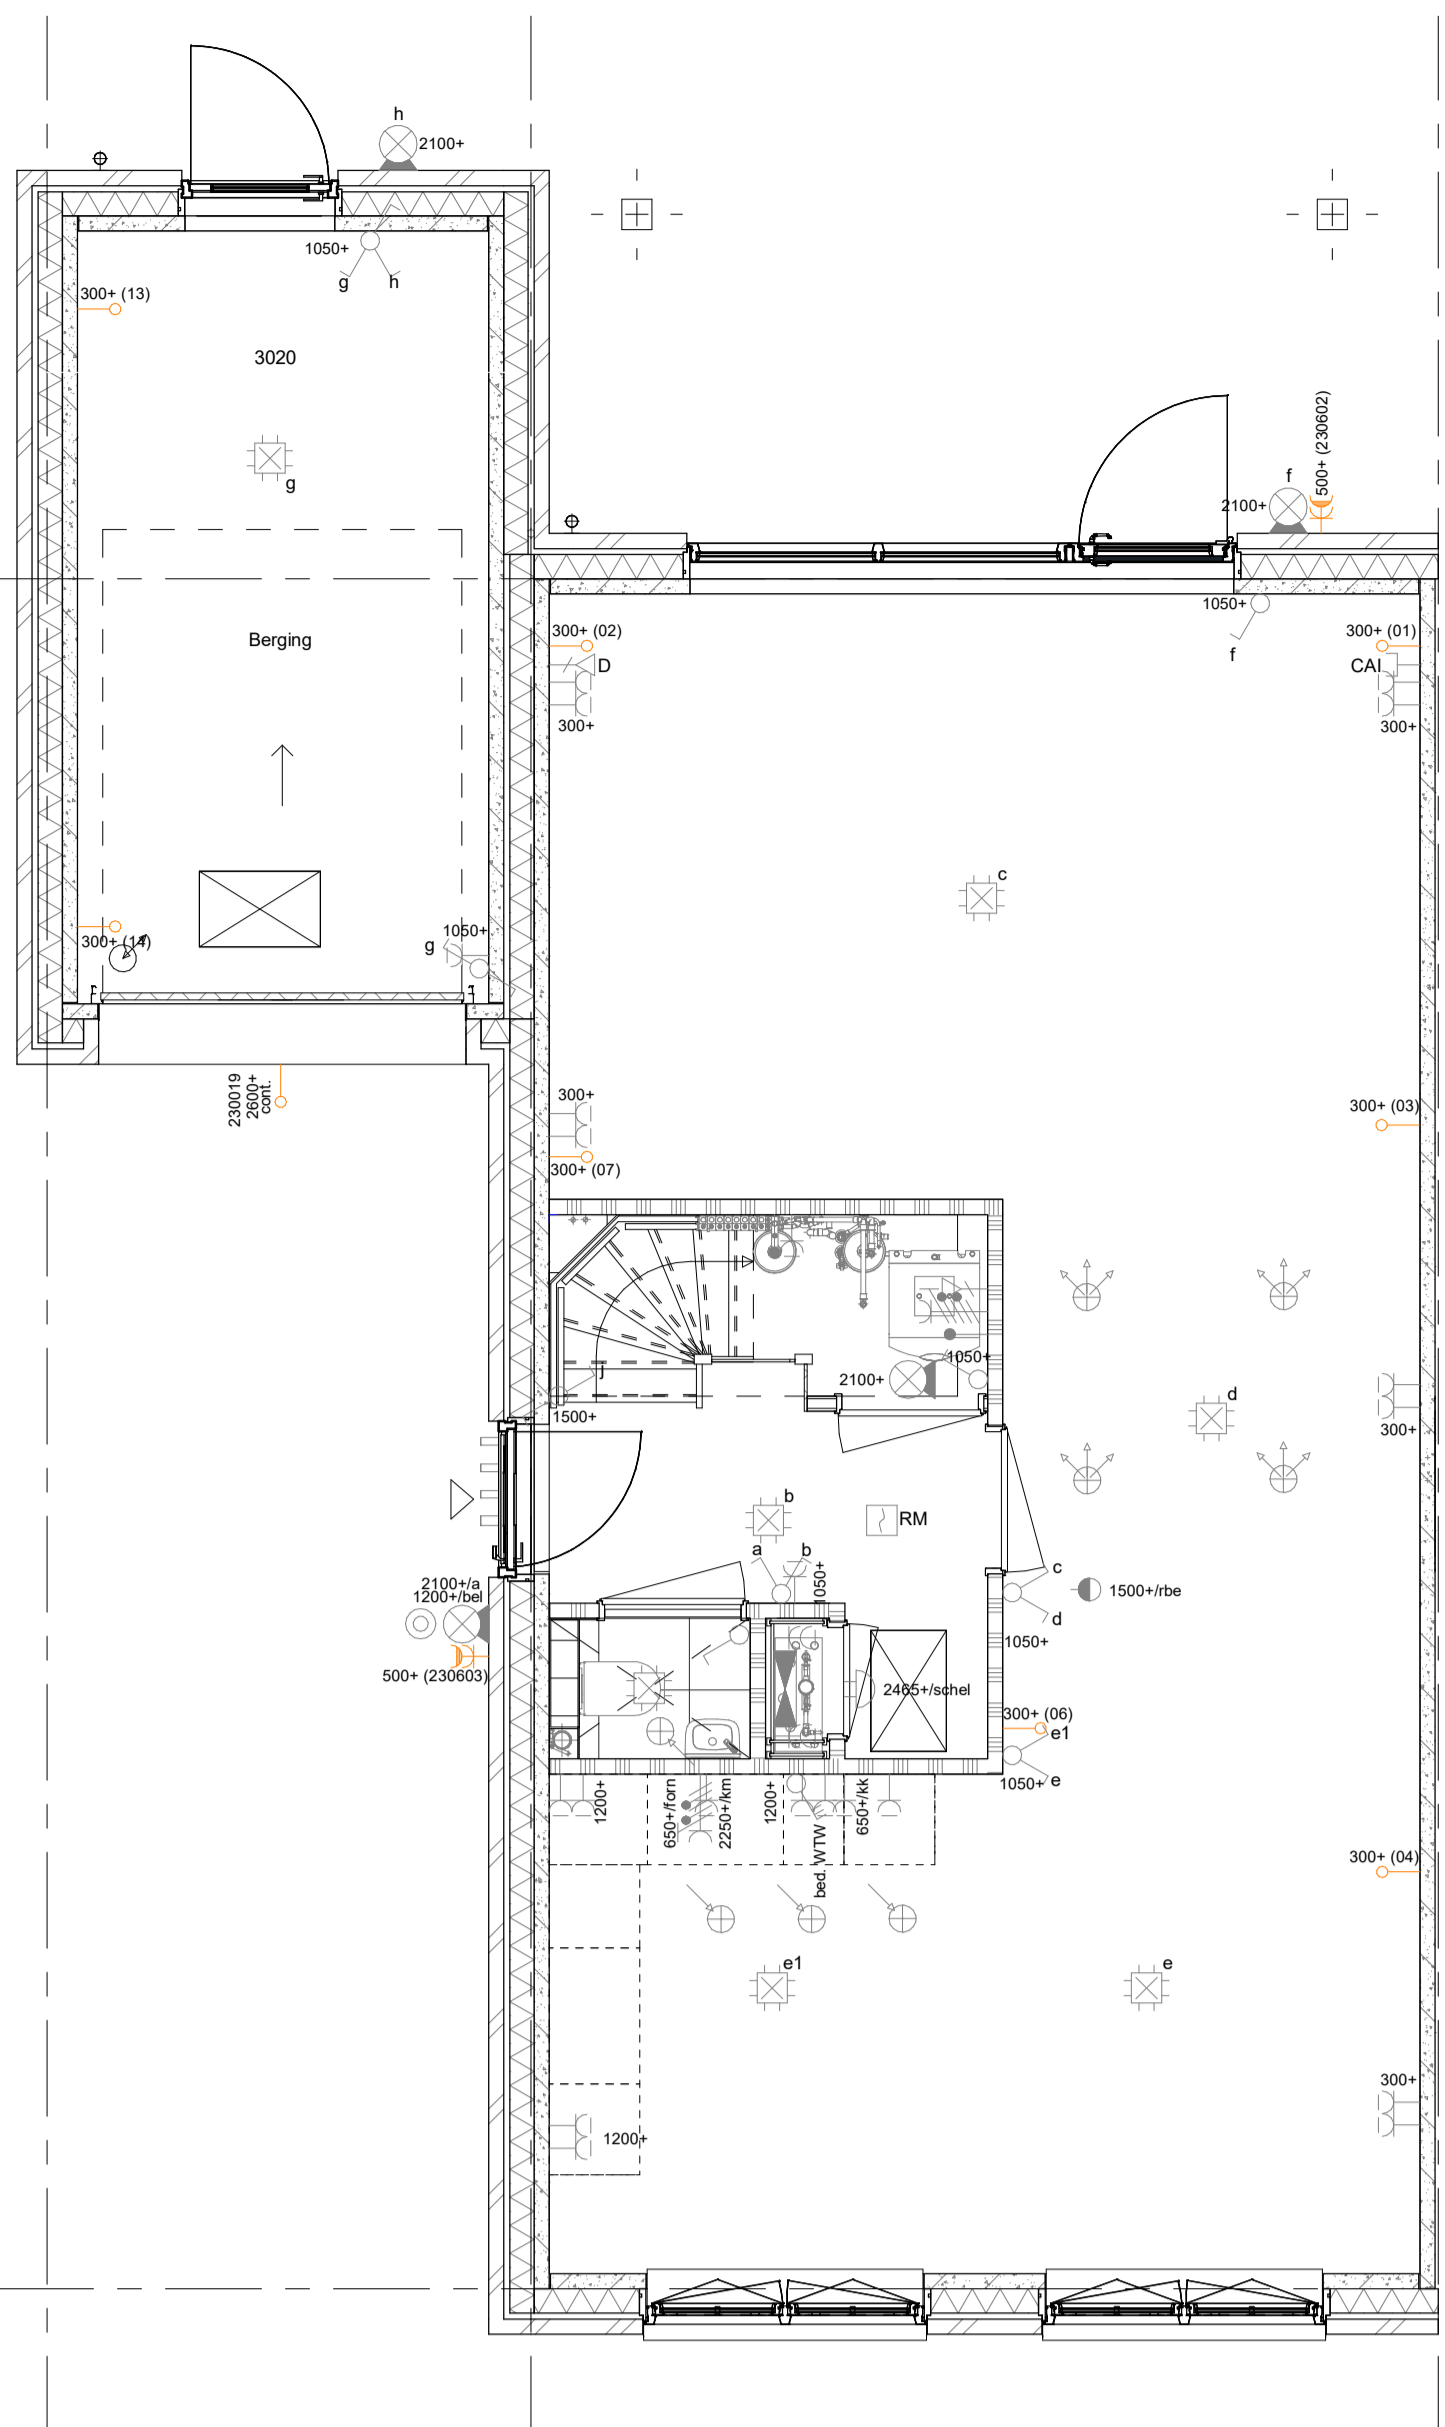 h
2100+
1050+
g
h
300+ (13)
3020
g
500+ (230602)
f
2100+
1050+
f
300+ (02)
D
300+
300+ (01)
CAI
300+
Berging
c
300+ (14)
1050+
g
230019
2600+
cont.
300+
300+ (07)
300+ (03)
1050+
2100+
j
1500+
d
300+
b
RM
a
b
1050+
c
d
1050+
1500+/rbe
2100+/a
1200+/bel
500+ (230603)
2465+/schel
300+ (06)
e1
1050+
e
1200+
650+/forn
2250+/km
1200+
bed. WTW
650+/kk
300+ (04)
e1
e
300+
1200+